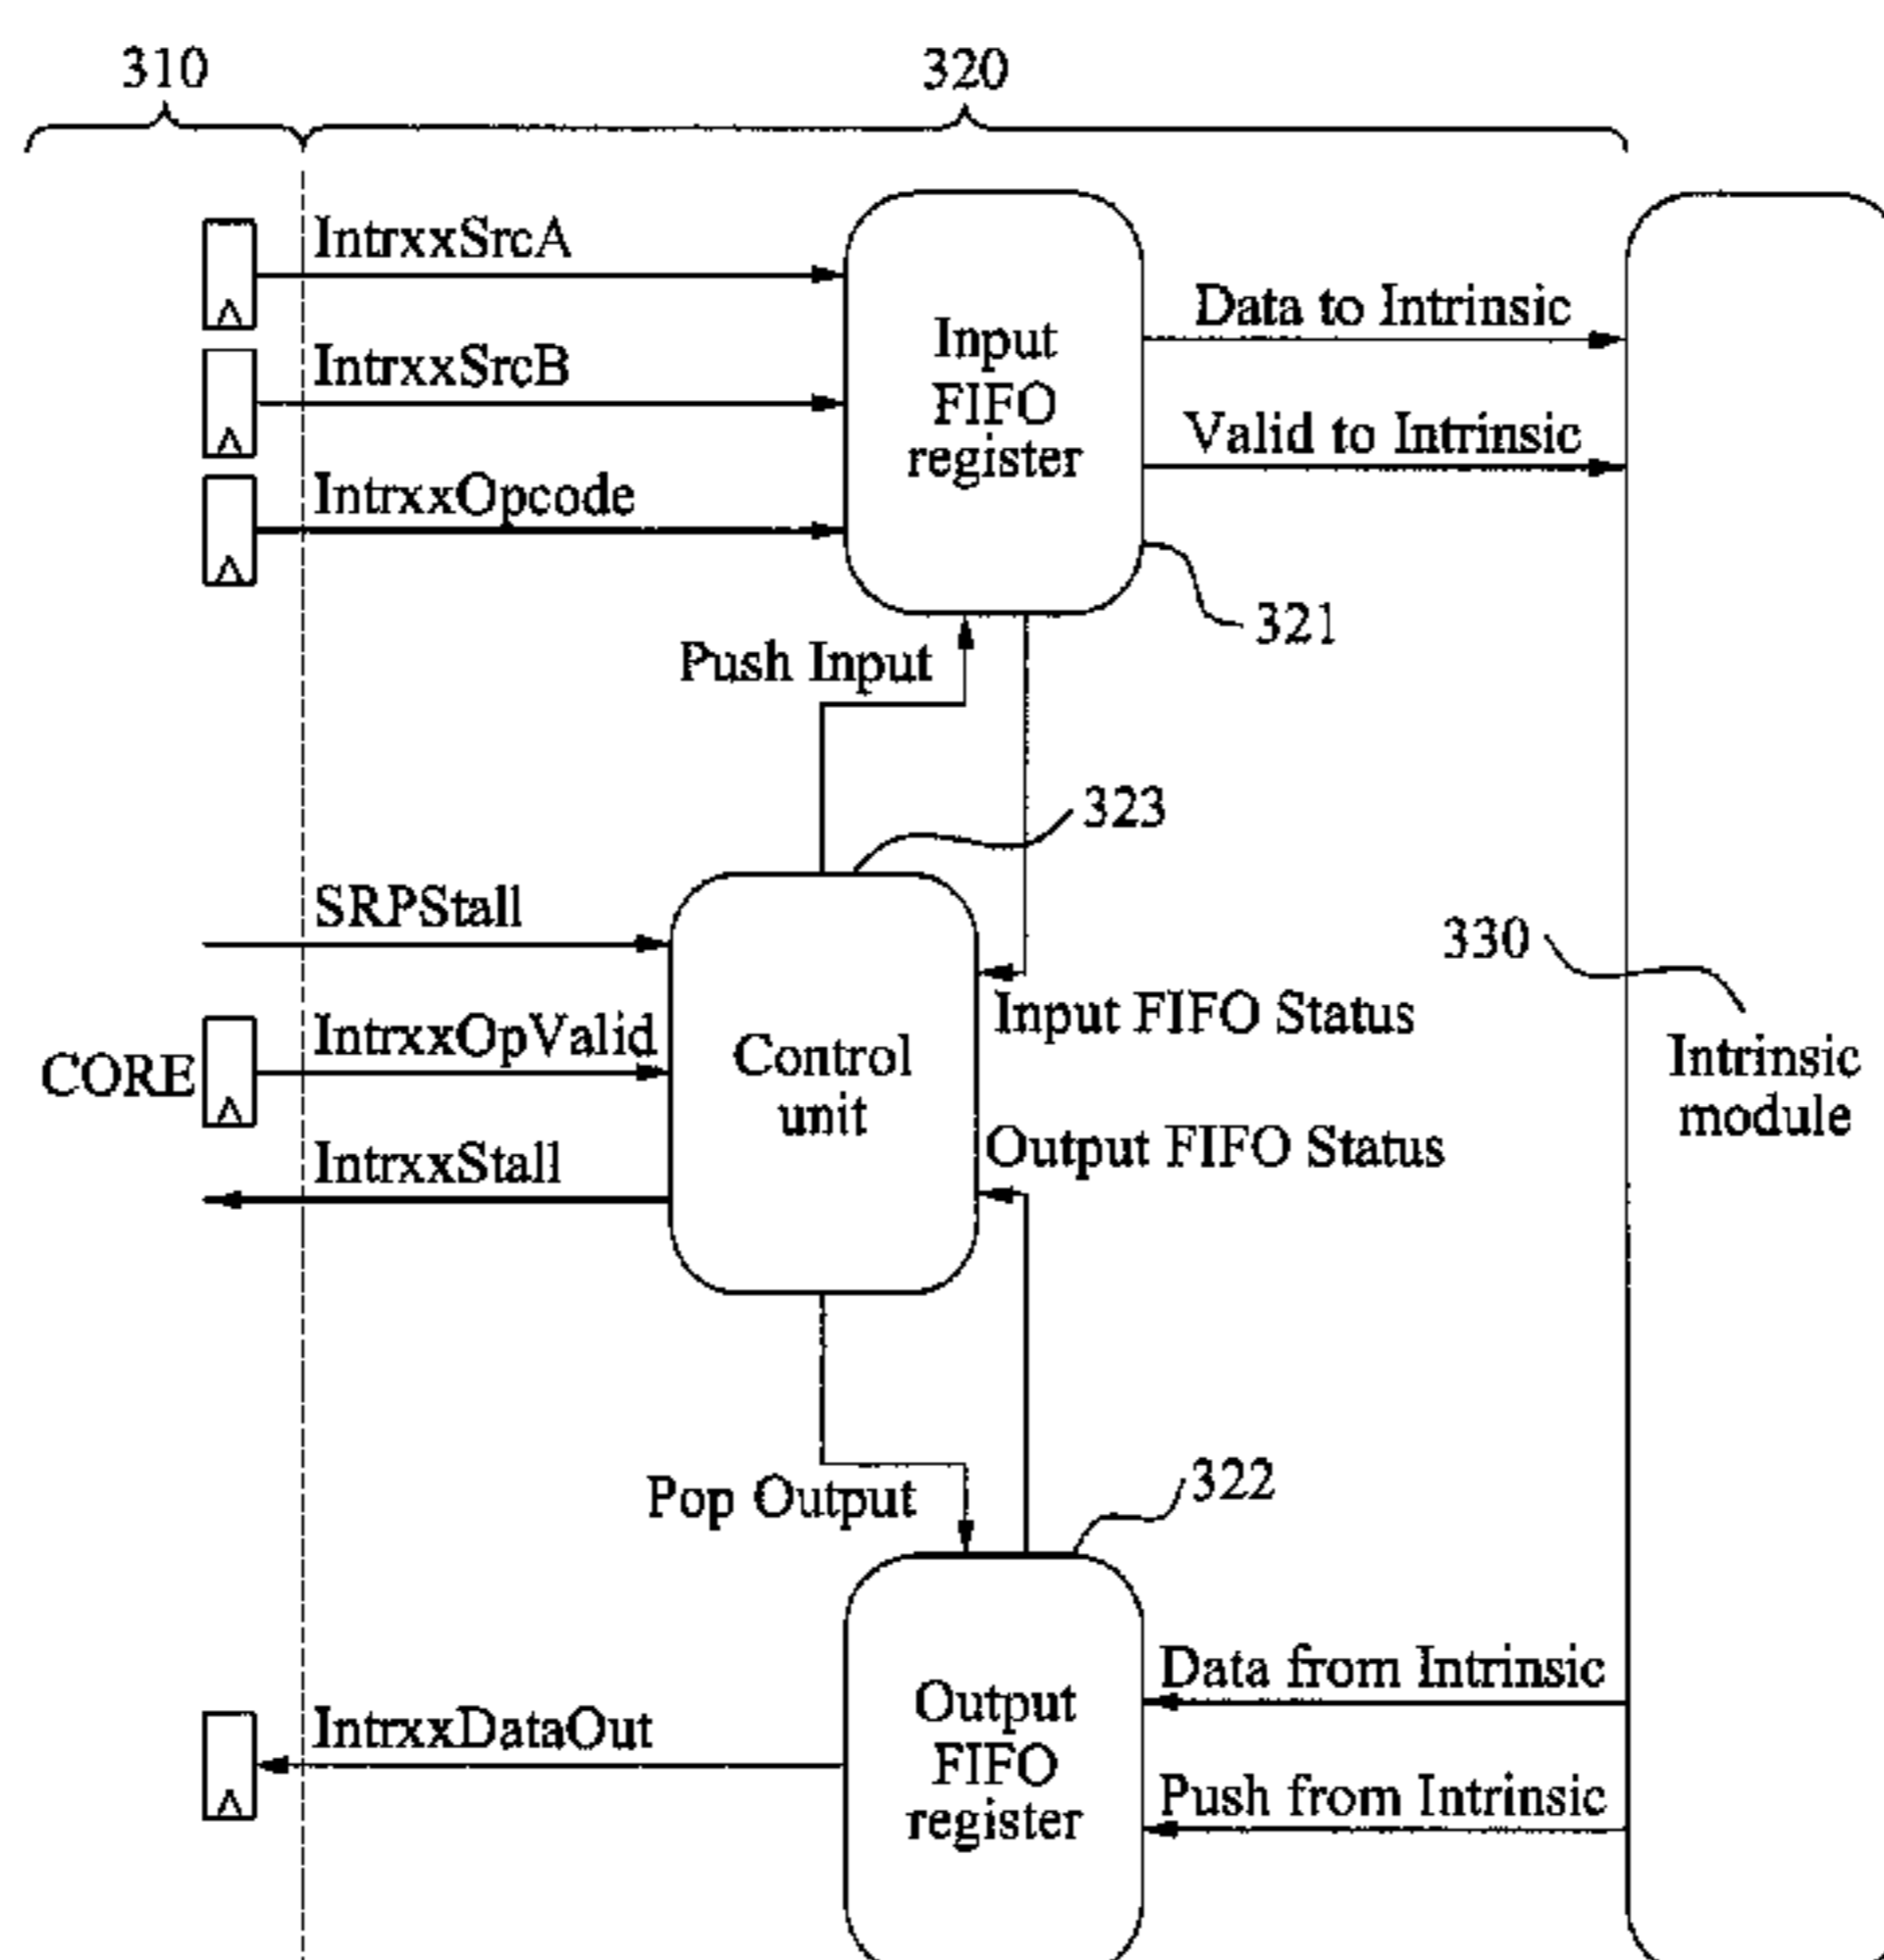 310
320
IntrxxSrcA
IntrxxSrcB
IntrxxOpcode
Input
FIFO
register
Data to Intrinsic
Valid to Intrinsic
321
Push Input
323
SRPStall
IntrxxOpValid
CORE
IntrxxStall
Control
unit
Input FIFO Status
Output FIFO Status
330
Intrinsic
module
Pop Output
322
IntrxxDataOut
Output
FIFO
register
Data from Intrinsic
Push from Intrinsic